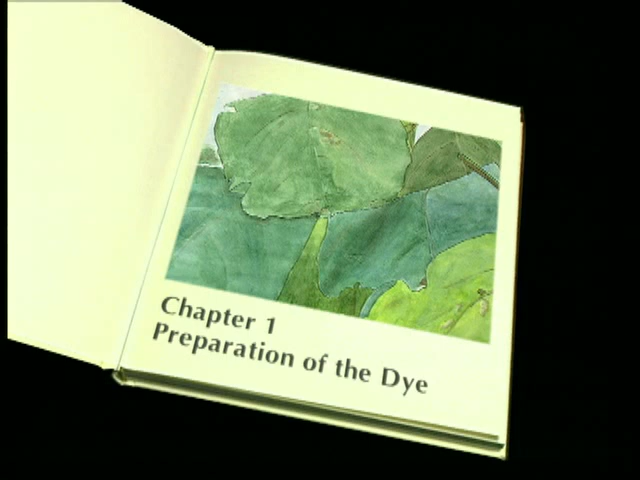 Chapter 1
Preparation of the Dye